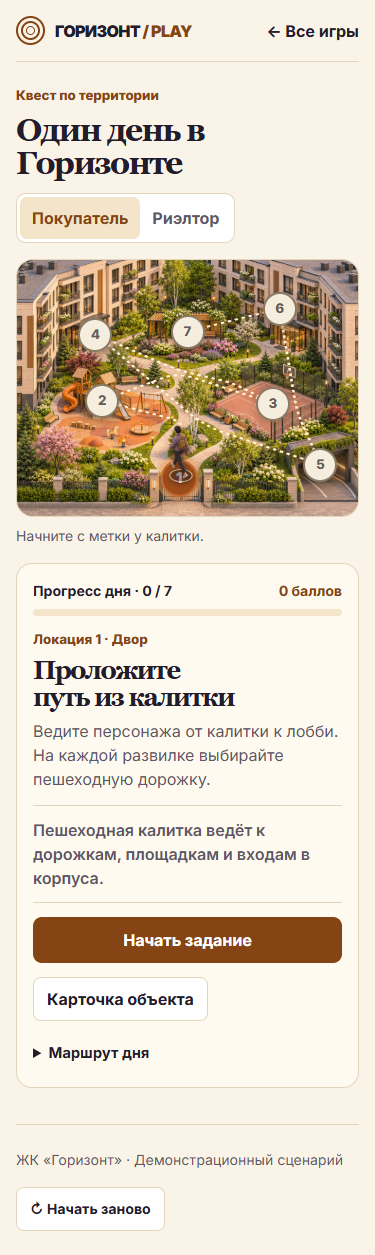 ГОРИЗОНТ / PLAY
← Все игры
Квест по территории
Один день в
Горизонте
Покупатель
Риэлтор
6
4
7
2
3
5
1
Начните с метки у калитки.
Прогресс дня · 0 / 7
0 баллов
Локация 1 · Двор
Проложите
путь из калитки
Ведите персонажа от калитки к лобби.
На каждой развилке выбирайте
пешеходную дорожку.
Пешеходная калитка ведёт к
дорожкам, площадкам и входам в
корпуса.
Начать задание
Карточка объекта
▶ Маршрут дня
ЖК «Горизонт» · Демонстрационный сценарий
↻ Начать заново